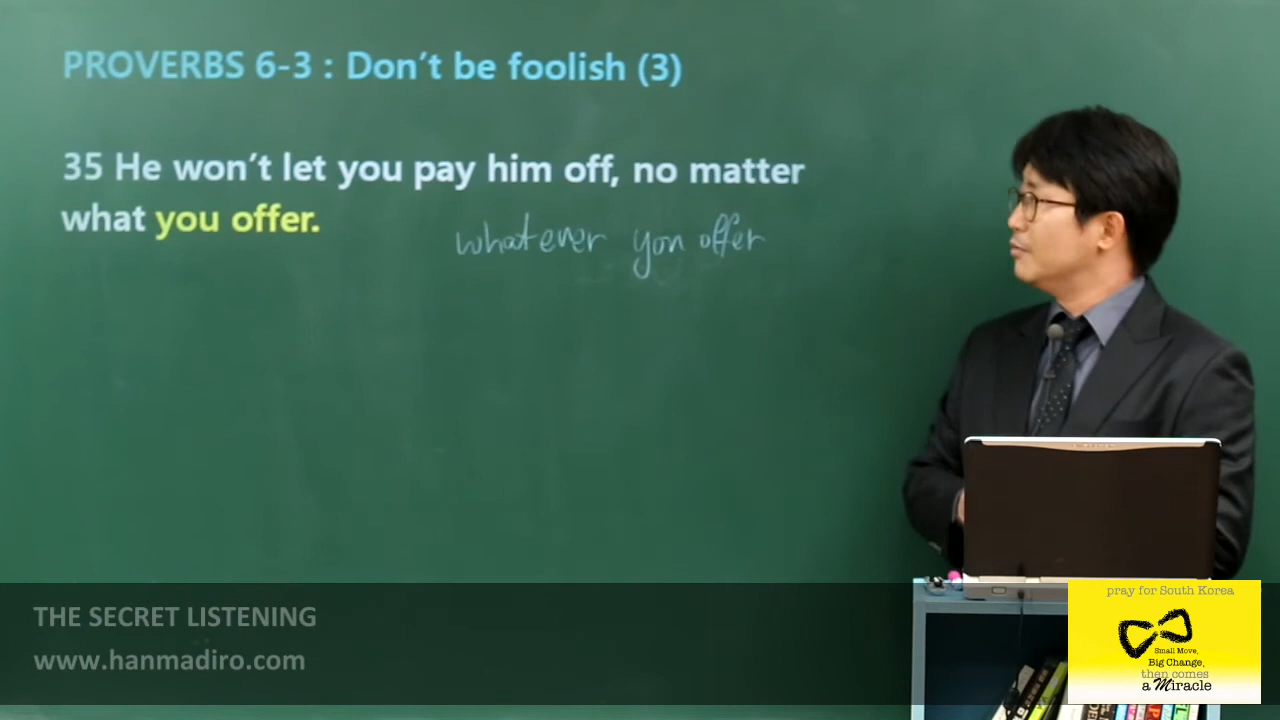 PROVERBS 6-3 : Don't be foolish (3)
35 He won't let you pay him off, no matter
what you offer.
whatever you offer
THE SECRET LISTENING
www.hanmadiro.com
pray for South Korea
Small Move,
Big Change,
then comes
a Miracle